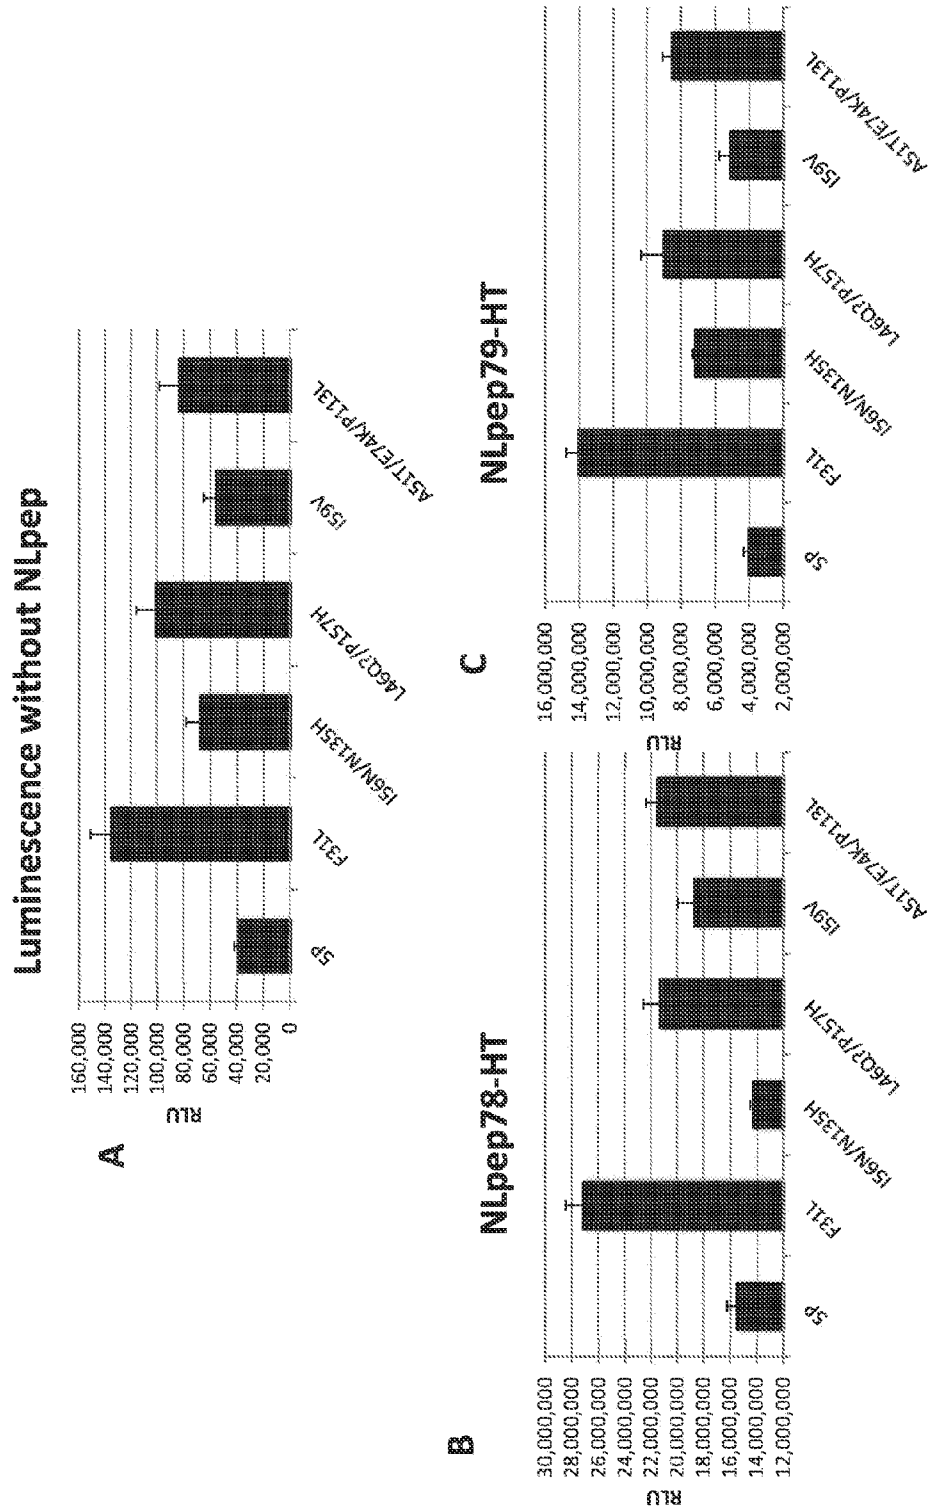 Luminescence without NLpep
A
RLU
160,000
140,000
120,000
100,000
80,000
60,000
40,000
20,000
0
5P
F31L
I56N/N135H
L46Q?/P157H
I59V
A51T/E74K/P113L
B
NLpep78-HT
RLU
30,000,000
28,000,000
26,000,000
24,000,000
22,000,000
20,000,000
18,000,000
16,000,000
14,000,000
12,000,000
5P
F31L
I56N/N135H
L46Q?/P157H
I59V
A51T/E74K/P113L
C
NLpep79-HT
RLU
16,000,000
14,000,000
12,000,000
10,000,000
8,000,000
6,000,000
4,000,000
2,000,000
5P
F31L
I56N/N135H
L46Q?/P157H
I59V
A51T/E74K/P113L